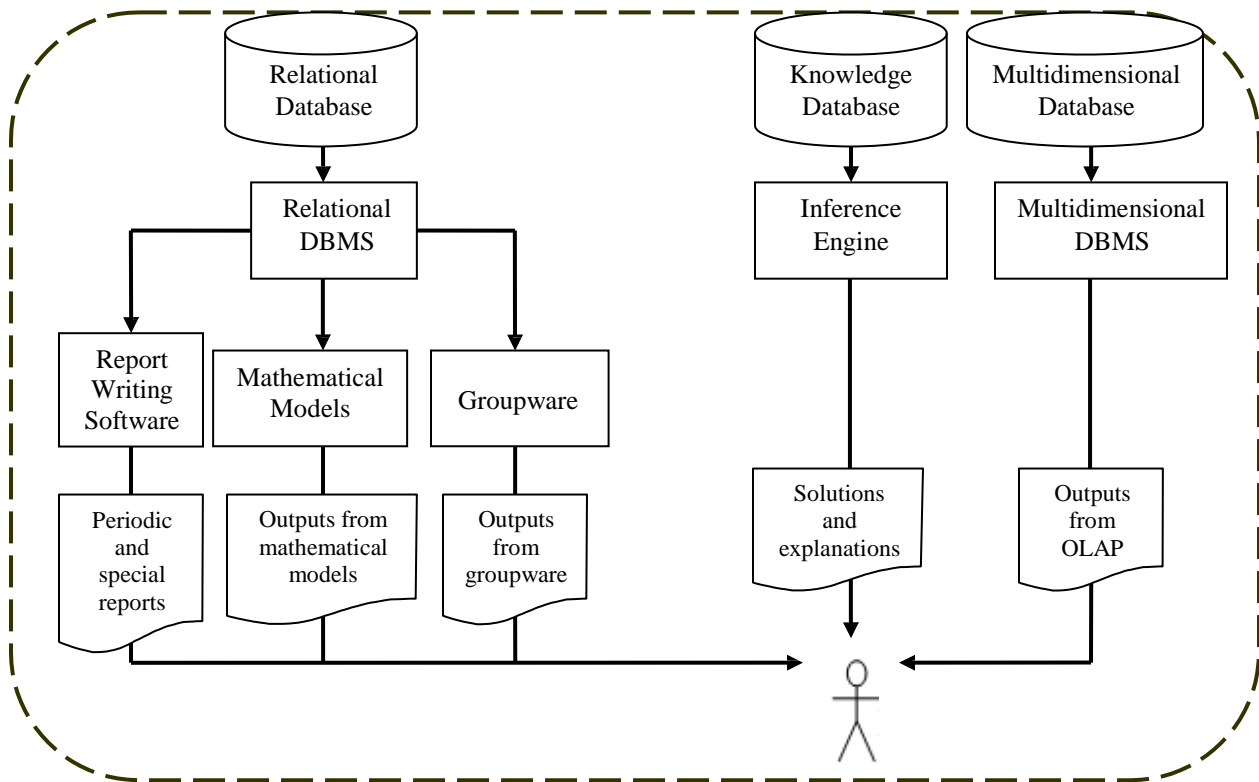 Relational
Database
Knowledge
Database
Multidimensional
Database
Relational
DBMS
Inference
Engine
Multidimensional
DBMS
Report
Writing
Software
Mathematical
Models
Groupware
Periodic
and
special
reports
Outputs from
mathematical
models
Outputs
from
groupware
Solutions
and
explanations
Outputs
from
OLAP